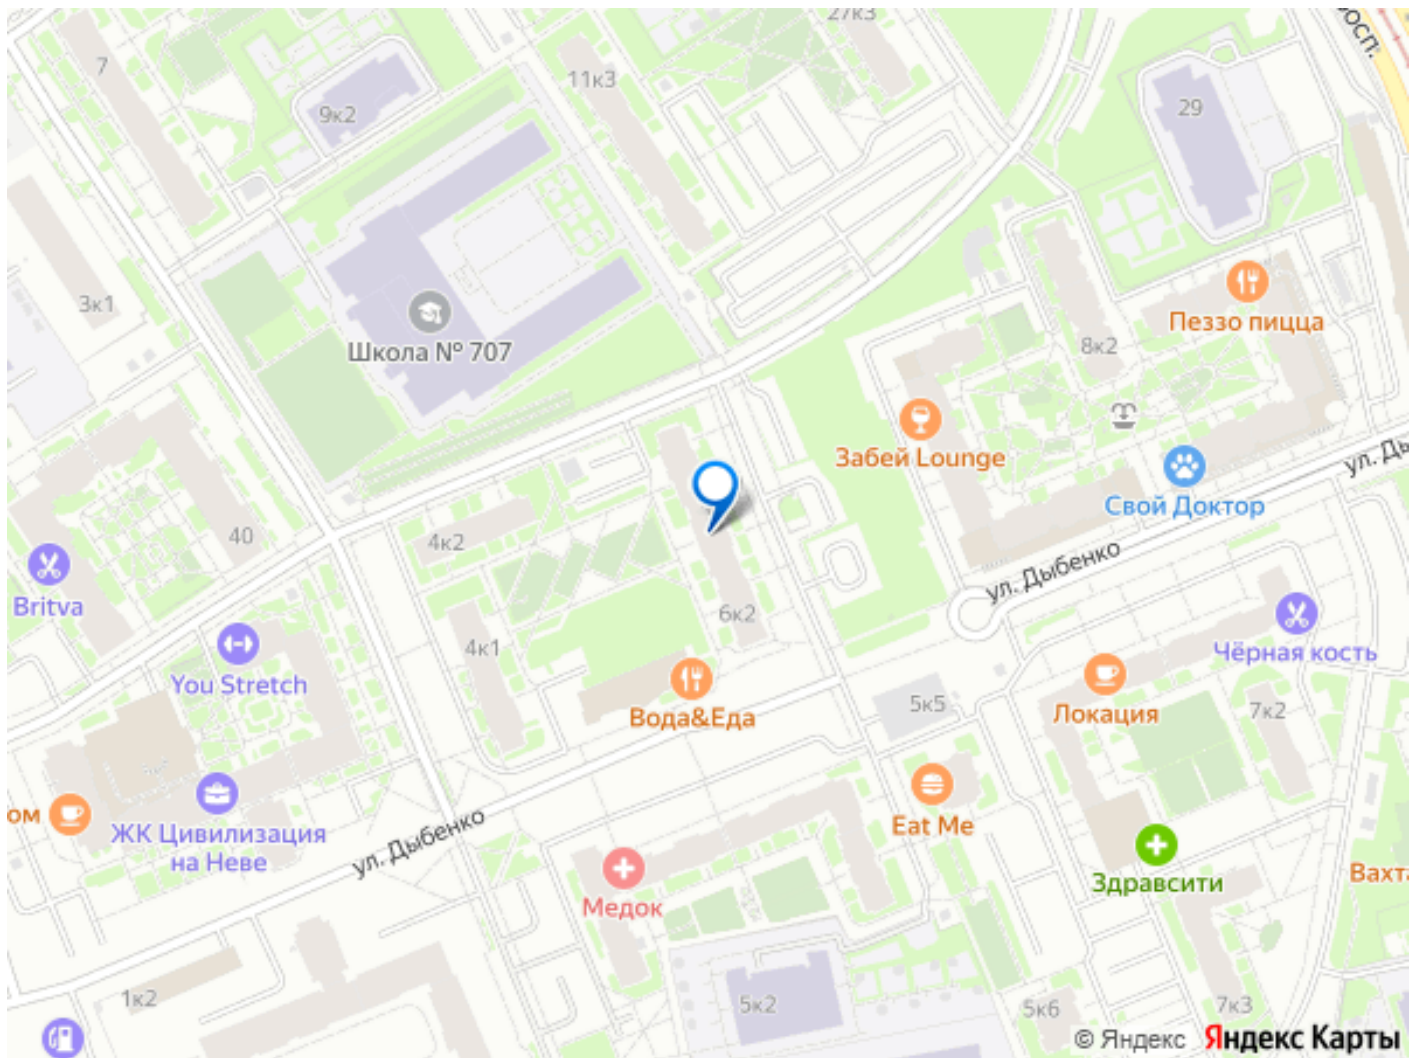 27к3
росп.
7
11к3
9к2
29
3к1
Пеззо пицца
Школа № 707
8к2
Забей Lounge
ул. Ды
Свой Доктор
40
4к2
ул. Дыбенко
Britva
6к2
4к1
Чёрная кость
You Stretch
5к5
7к2
Вода&Еда
Локация
ом
ЖК Цивилизация
на Неве
ул. Дыбенко
Eat Me
Вахта
Здравсити
Медок
1к2
5к2
5к6
7к3
© Яндекс Яндекс Карты